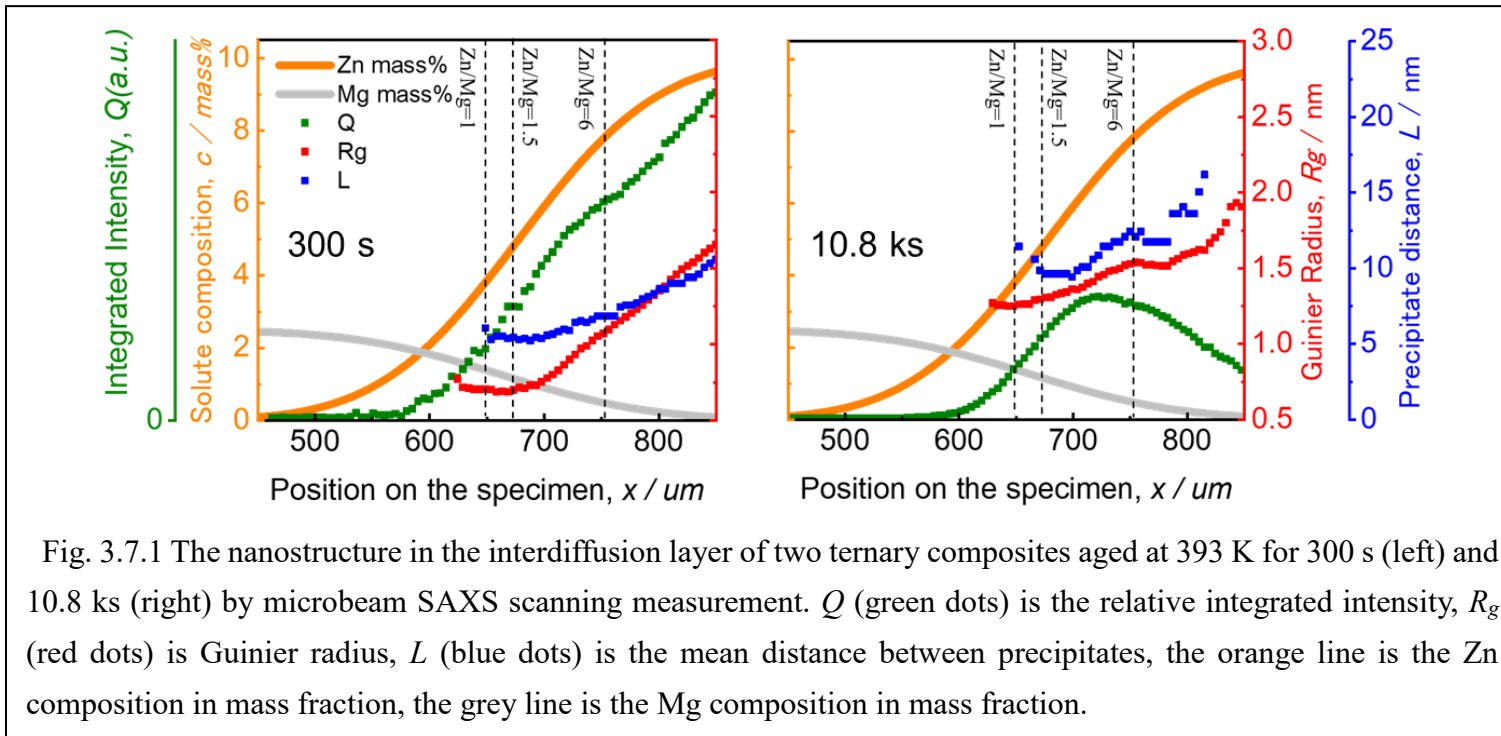 Integrated Intensity, Q(a.u.)
0
Solute composition, c / mass%
10
8
6
4
2
0
Zn mass%
Mg mass%
Q
Rg
L
Zn/Mg=1
Zn/Mg=1.5
Zn/Mg=6
300 s
500
600
700
800
Position on the specimen, x / um
Zn/Mg=1
Zn/Mg=1.5
Zn/Mg=6
10.8 ks
500
600
700
800
Position on the specimen, x / um
3.0
2.5
2.0
1.5
1.0
0.5
Guinier Radius, Rg / nm
25
20
15
10
5
0
Precipitate distance, L / nm
Fig. 3.7.1 The nanostructure in the interdiffusion layer of two ternary composites aged at 393 K for 300 s (left) and
10.8 ks (right) by microbeam SAXS scanning measurement. Q (green dots) is the relative integrated intensity, Rg
(red dots) is Guinier radius, L (blue dots) is the mean distance between precipitates, the orange line is the Zn
composition in mass fraction, the grey line is the Mg composition in mass fraction.